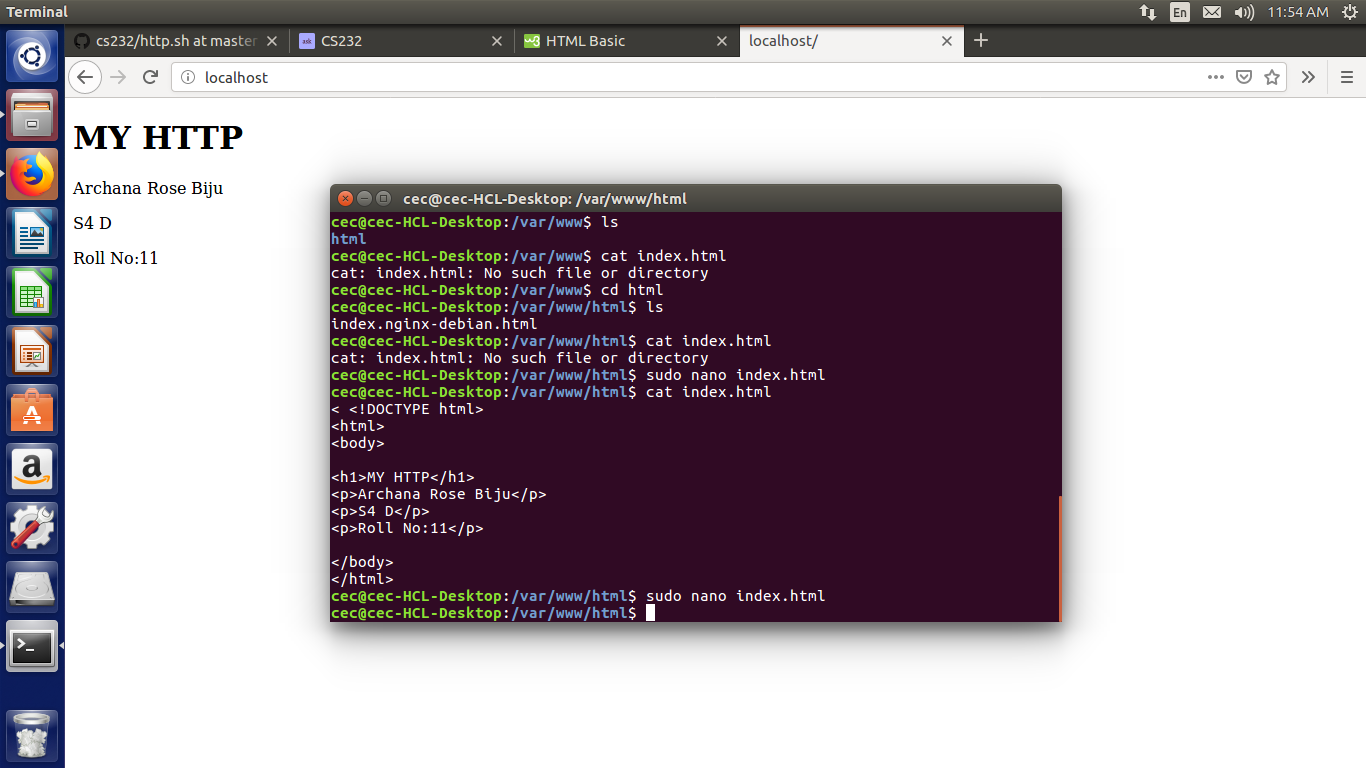 Terminal
En
11:54 AM
cs232/http.sh at master
ask
CS232
w3
HTML Basic
localhost/
localhost
MY HTTP
Archana Rose Biju
S4 D
Roll No:11
cec@cec-HCL-Desktop: /var/www/html
cec@cec-HCL-Desktop:/var/www$ ls
html
cec@cec-HCL-Desktop:/var/www$ cat index.html
cat: index.html: No such file or directory
cec@cec-HCL-Desktop:/var/www$ cd html
cec@cec-HCL-Desktop:/var/www/html$ ls
index.nginx-debian.html
cec@cec-HCL-Desktop:/var/www/html$ cat index.html
cat: index.html: No such file or directory
cec@cec-HCL-Desktop:/var/www/html$ sudo nano index.html
cec@cec-HCL-Desktop:/var/www/html$ cat index.html
< <!DOCTYPE html>
<html>
<body>
<h1>MY HTTP</h1>
<p>Archana Rose Biju</p>
<p>S4 D</p>
<p>Roll No:11</p>
</body>
</html>
cec@cec-HCL-Desktop:/var/www/html$ sudo nano index.html
cec@cec-HCL-Desktop:/var/www/html$